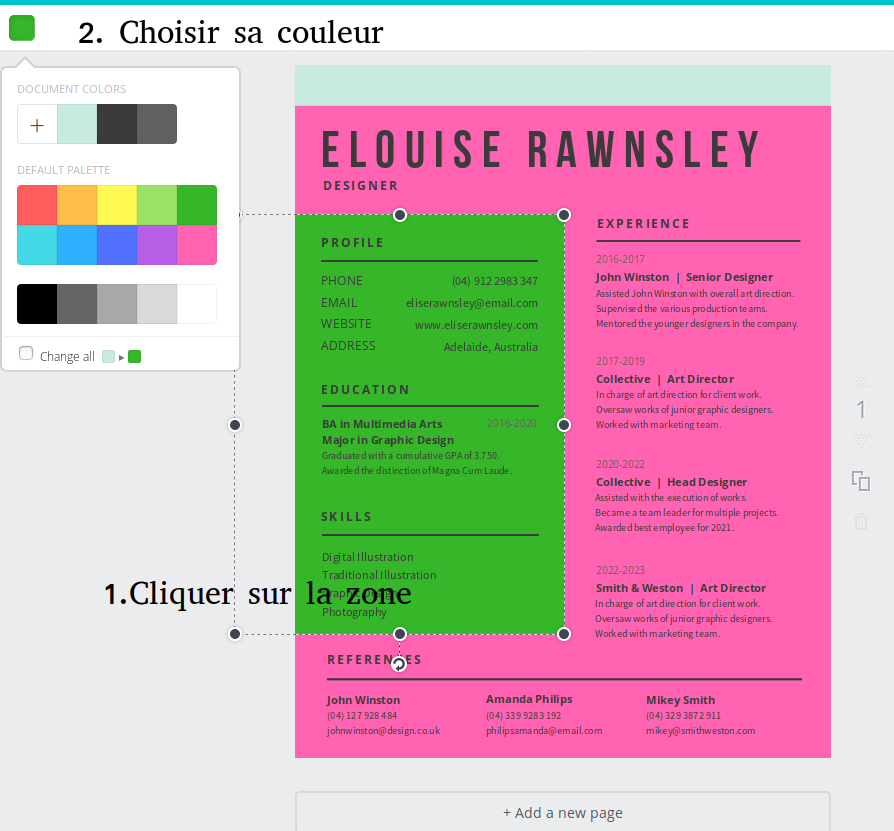 2. Choisir sa couleur
DOCUMENT COLORS
+
DEFAULT PALETTE
Change all
ELOUISE RAWNSLEY
DESIGNER
PROFILE
PHONE (04) 912 2983 347
EMAIL eliserawnsley@email.com
WEBSITE www.eliserawnsley.com
ADDRESS Adelaide, Australia
EDUCATION
BA in Multimedia Arts 2016-2020
Major in Graphic Design
Graduated with a cumulative GPA of 3.750.
Awarded the distinction of Magna Cum Laude.
SKILLS
Digital Illustration
Traditional Illustration
Graphic Design
Photography
1.Cliquer sur la zone
EXPERIENCE
2016-2017
John Winston | Senior Designer
Assisted John Winston with overall art direction.
Supervised the various production teams.
Mentored the younger designers in the company.
2017-2019
Collective | Art Director
In charge of art direction for client work.
Oversaw works of junior graphic designers.
Worked with marketing team.
2020-2022
Collective | Head Designer
Assisted with the execution of works.
Became a team leader for multiple projects.
Awarded best employee for 2021.
2022-2023
Smith & Weston | Art Director
In charge of art direction for client work.
Oversaw works of junior graphic designers.
Worked with marketing team.
REFERENCES
John Winston
(04) 127 928 484
johnwinston@design.co.uk
Amanda Philips
(04) 339 9283 192
philipsamanda@email.com
Mikey Smith
(04) 329 3872 911
mikey@smithweston.com
1
+ Add a new page